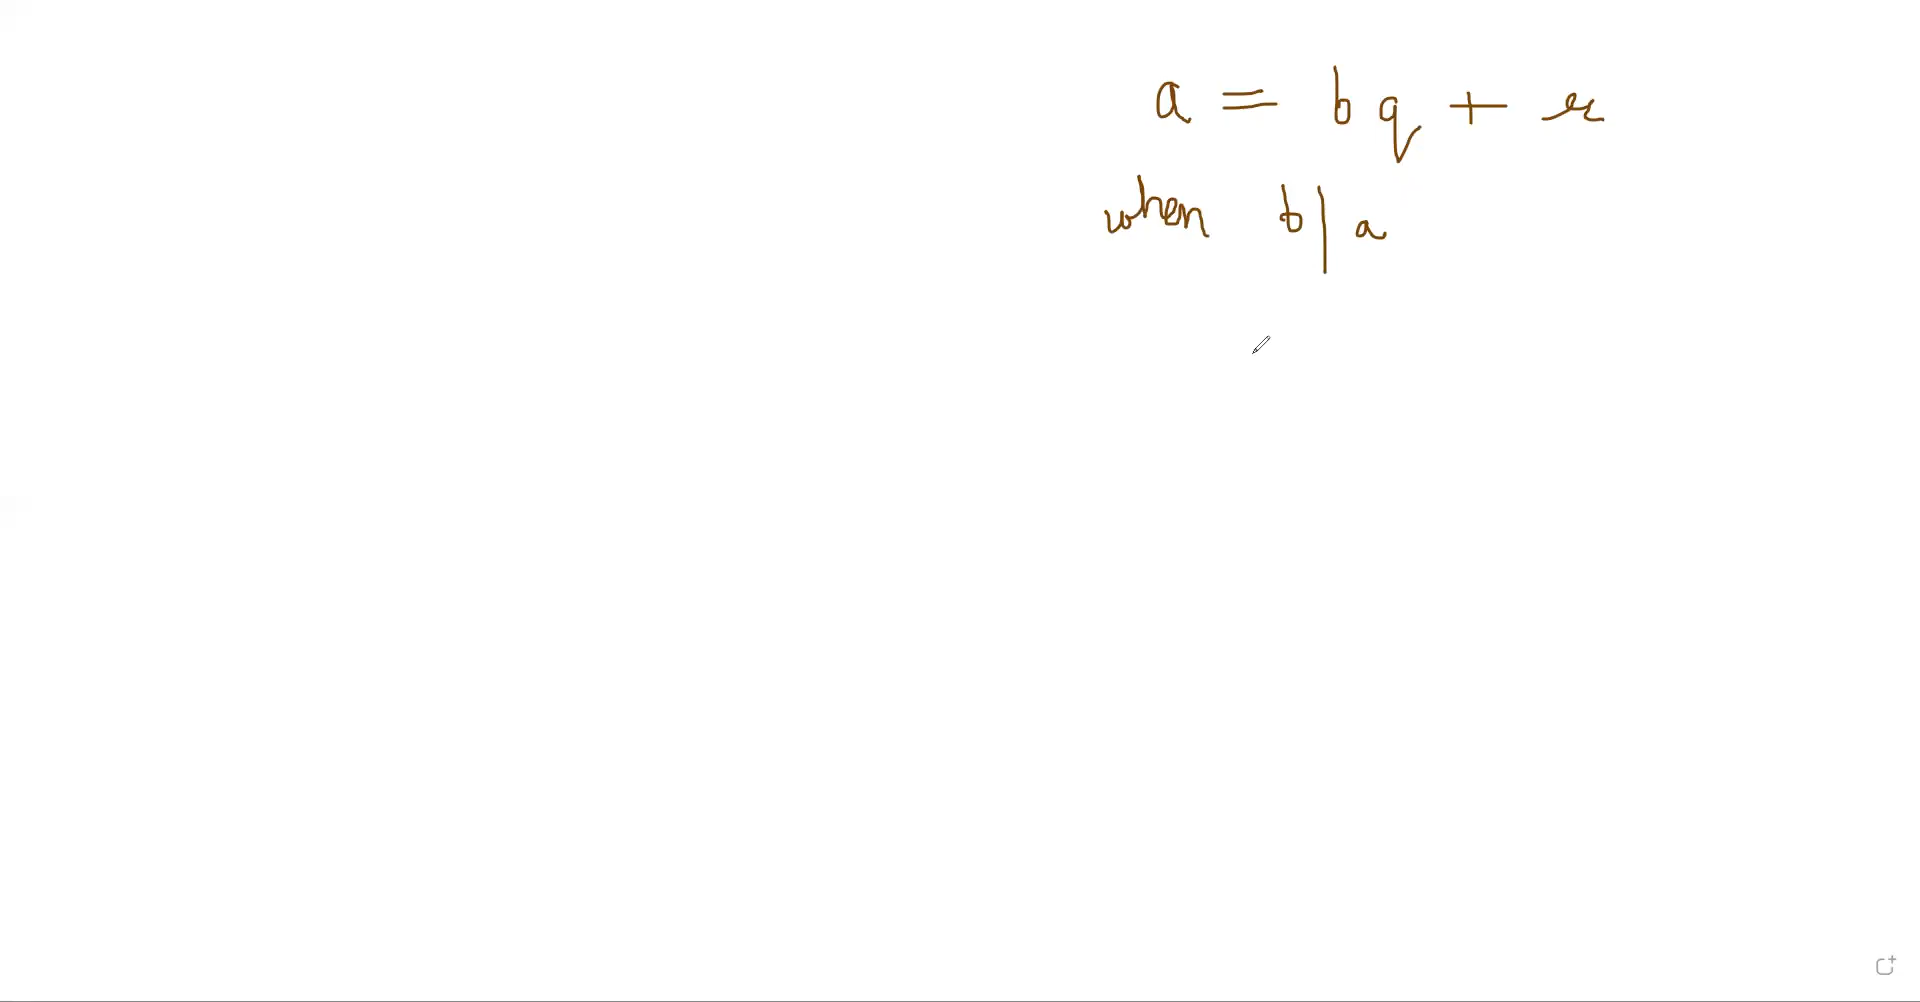 a = bq + r
when b|a